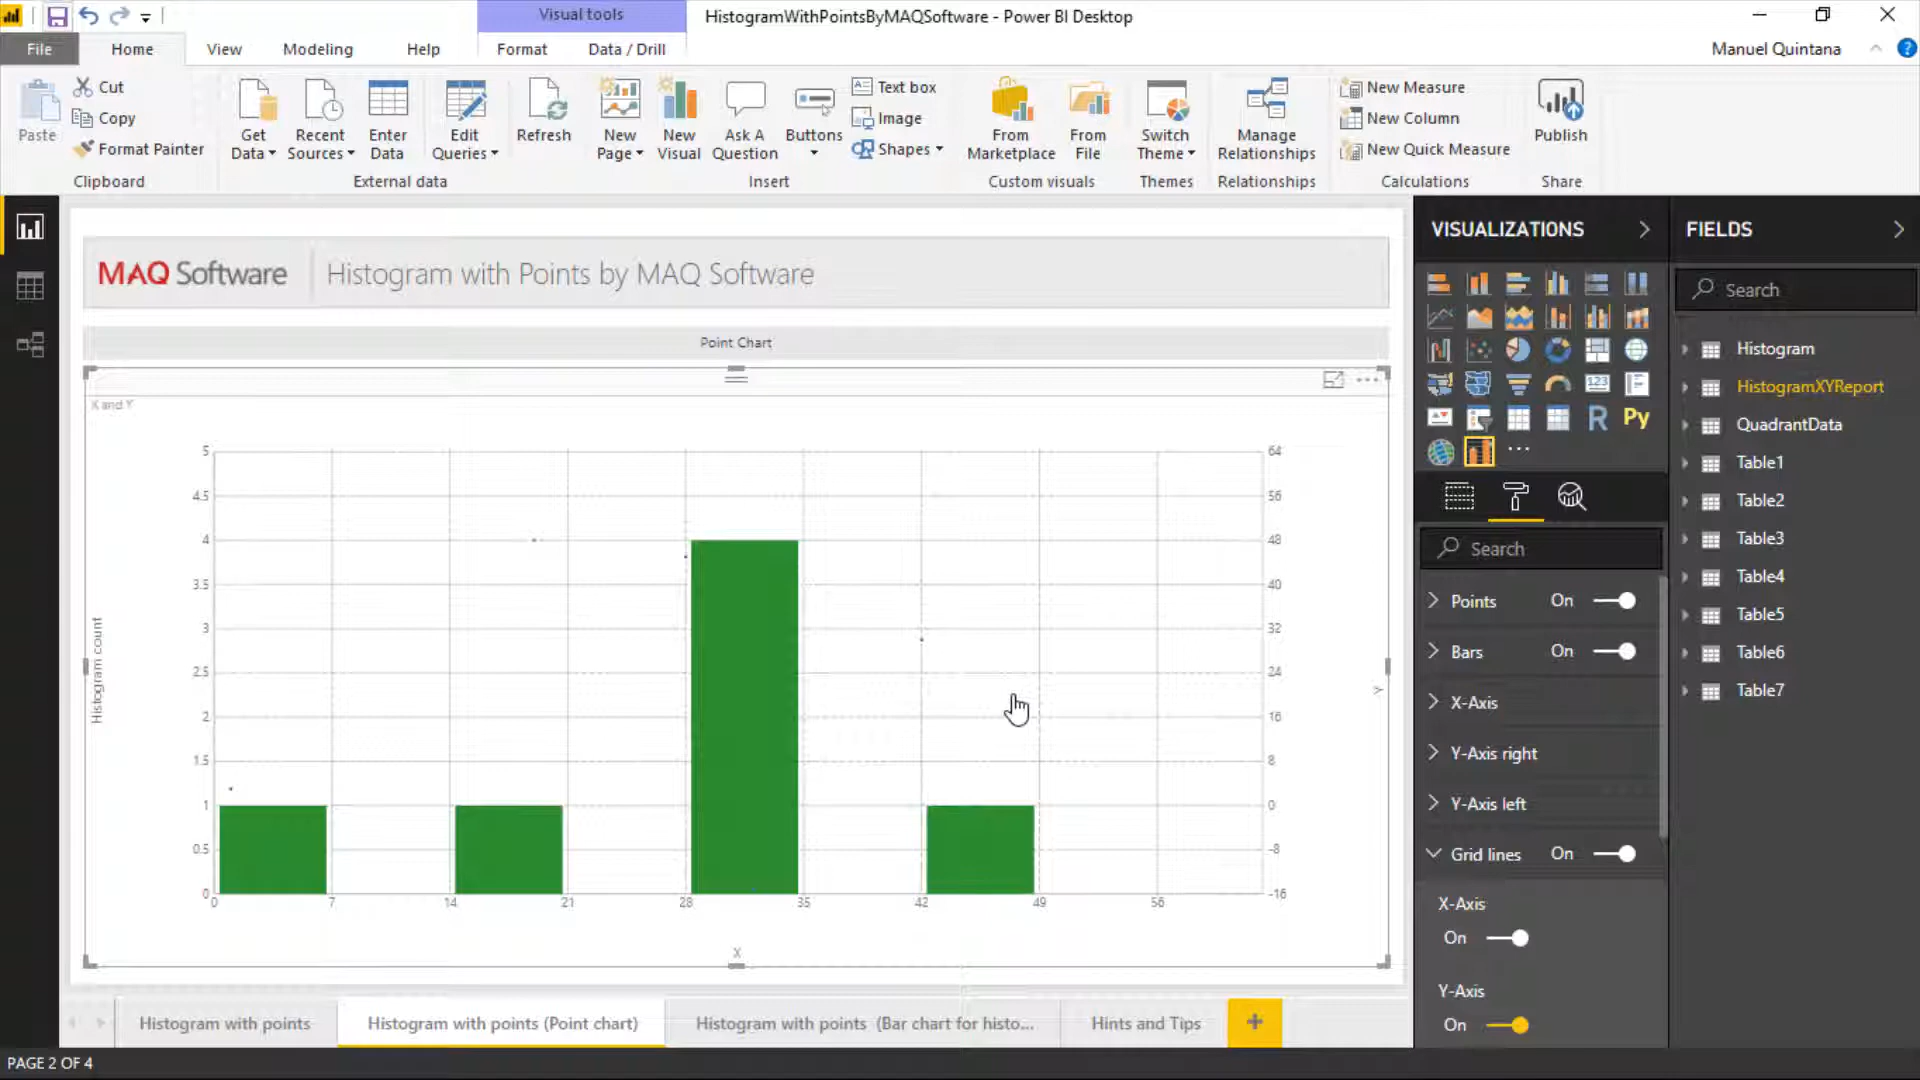 Visual tools
HistogramWithPointsByMAQSoftware - Power BI Desktop
File
Home
View
Modeling
Help
Format
Data / Drill
Manuel Quintana
?
Paste
Cut
Copy
Format Painter
Clipboard
Get
Data
Recent
Sources
Enter
Data
Edit
Queries
Refresh
External data
New
Page
New
Visual
Ask A
Question
Buttons
Text box
Image
Shapes
Insert
From
Marketplace
From
File
Custom visuals
Switch
Theme
Themes
Manage
Relationships
Relationships
New Measure
New Column
New Quick Measure
Calculations
Publish
Share
MAQ Software
Histogram with Points by MAQ Software
Point Chart
X and Y
Histogram count
5
4.5
4
3.5
3
2.5
2
1.5
1
0.5
0
0
7
14
21
28
35
42
49
56
X
64
56
48
40
32
24
16
8
0
-8
-16
Y
VISUALIZATIONS
123
R
Py
Search
Points
On
Bars
On
X-Axis
Y-Axis right
Y-Axis left
Grid lines
On
X-Axis
On
Y-Axis
On
FIELDS
Search
Histogram
HistogramXYReport
QuadrantData
Table1
Table2
Table3
Table4
Table5
Table6
Table7
Histogram with points
Histogram with points (Point chart)
Histogram with points (Bar chart for histo...
Hints and Tips
+
PAGE 2 OF 4